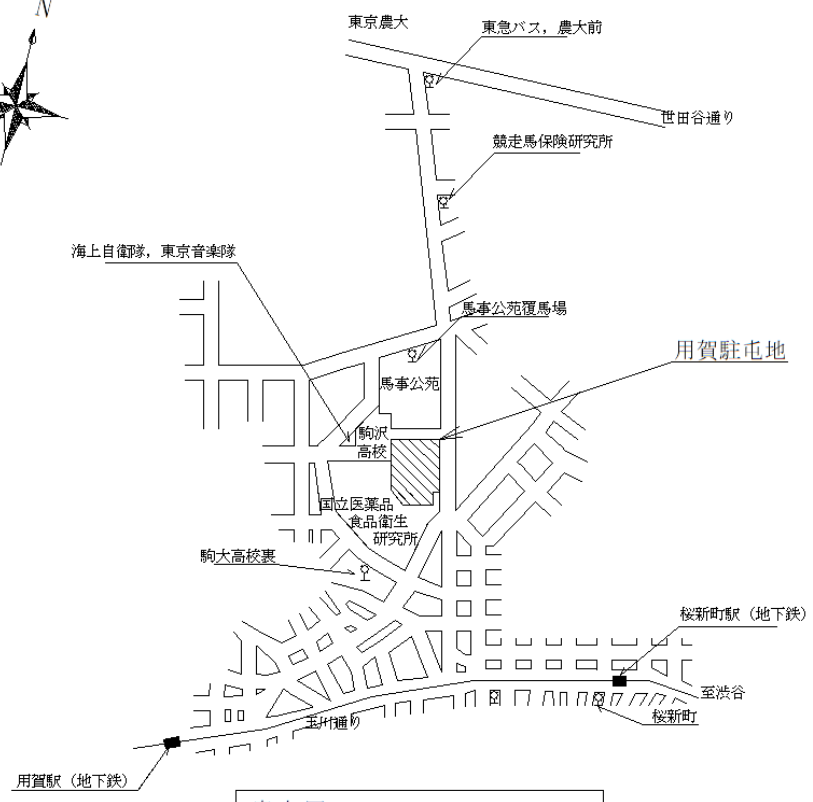 N
東京農大
東急バス，農大前
世田谷通り
競走馬保険研究所
海上自衛隊，東京音楽隊
馬事公苑覆馬場
用賀駐屯地
馬事公苑
駒沢
高校
国立医薬品
食品衛生
研究所
駒大高校裏
桜新町駅（地下鉄）
至渋谷
桜新町
玉川通り
用賀駅（地下鉄）